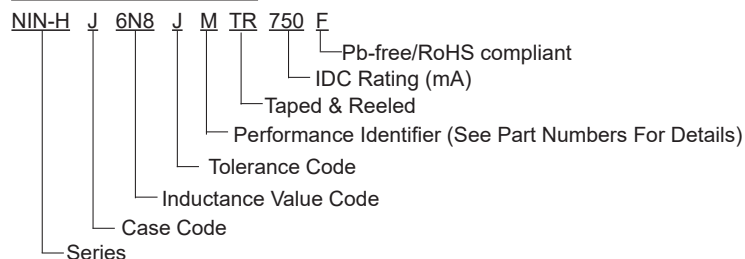 NIN-H J 6N8 J M TR 750 F
Pb-free/RoHS compliant
IDC Rating (mA)
Taped & Reeled
Performance Identifier (See Part Numbers For Details)
Tolerance Code
Inductance Value Code
Case Code
Series